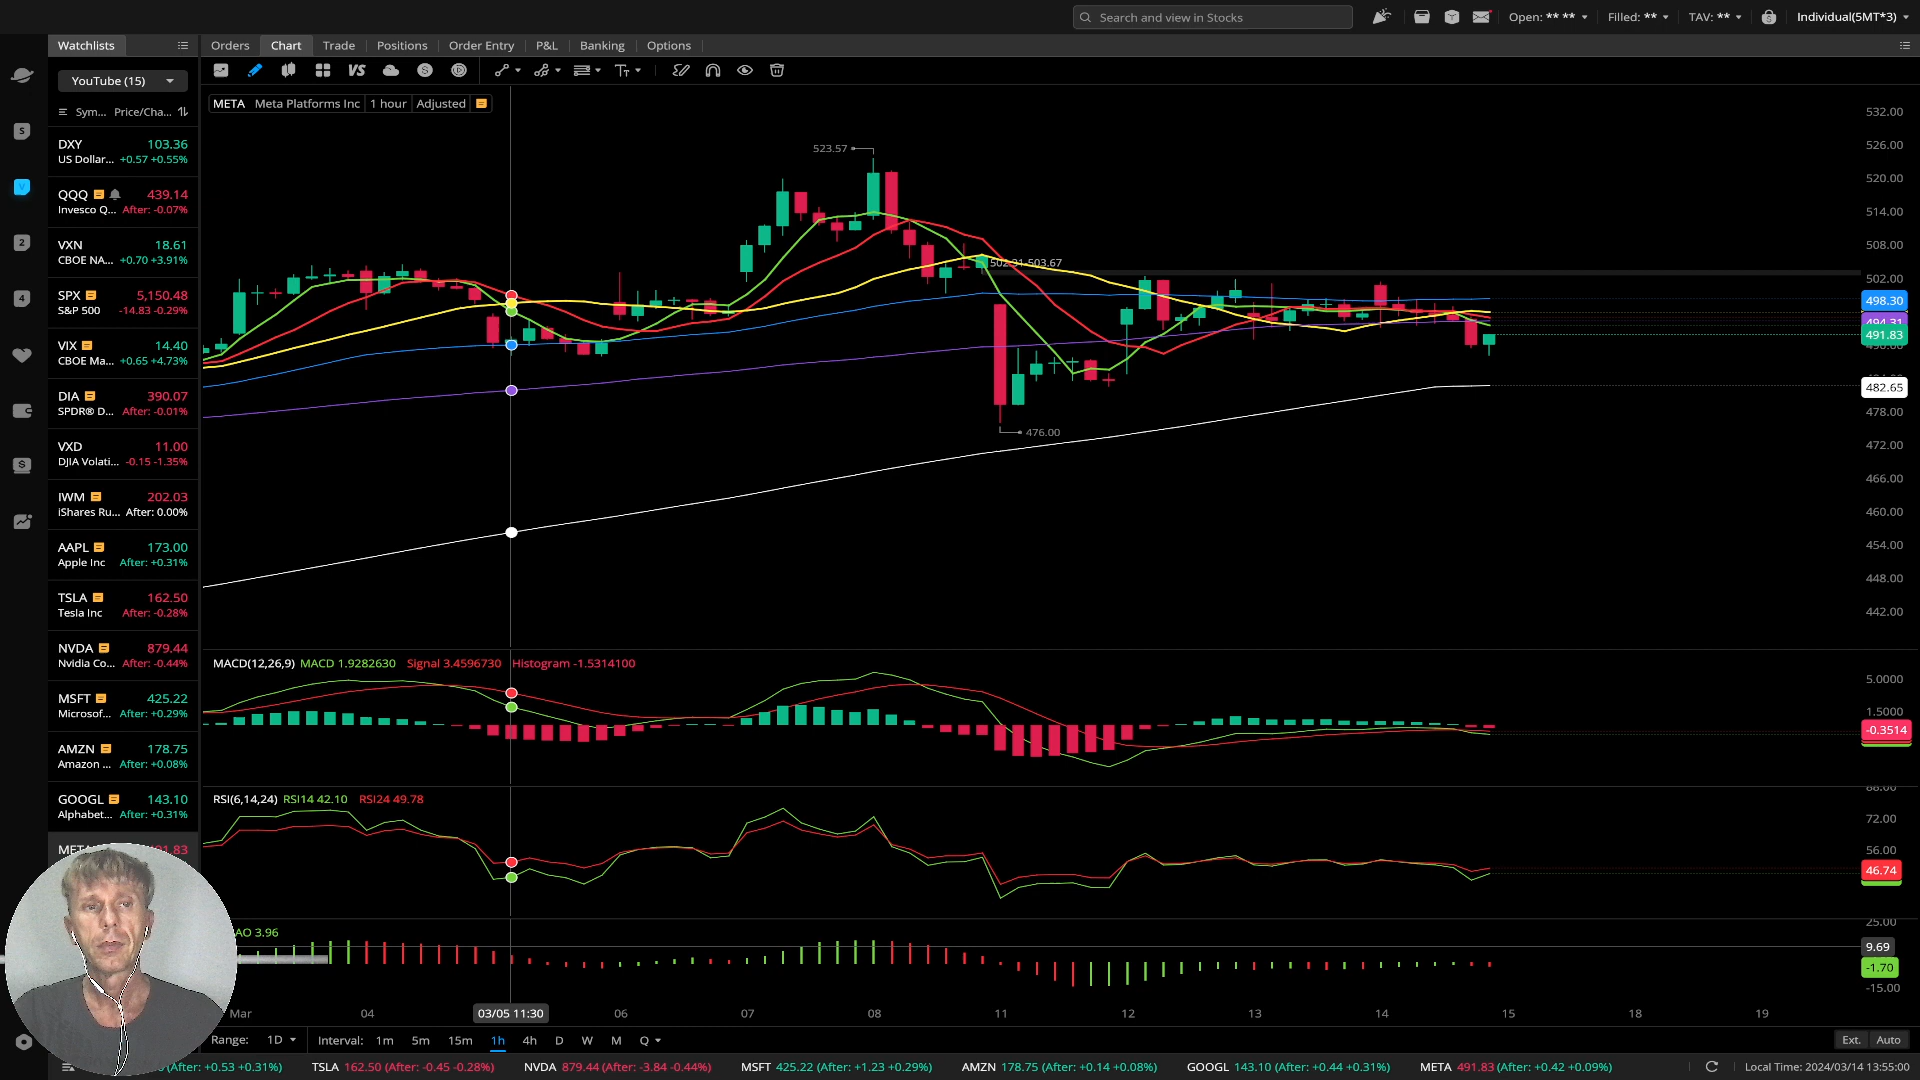 Search and view in Stocks
Open: ** **
Filled: **
TAV: **
Individual(5MT*3)
Watchlists
Orders
Chart
Trade
Positions
Order Entry
P&L
Banking
Options
YouTube (15)
VS
META Meta Platforms Inc 1 hour Adjusted
Sym... Price/Cha...
DXY 103.36
US Dollar... +0.57 +0.55%
QQQ 439.14
Invesco Q... After: -0.07%
VXN 18.61
CBOE NA... +0.70 +3.91%
SPX 5,150.48
S&P 500 -14.83 -0.29%
VIX 14.40
CBOE Ma... +0.65 +4.73%
DIA 390.07
SPDR® D... After: -0.01%
VXD 11.00
DJIA Volati... -0.15 -1.35%
IWM 202.03
iShares Ru... After: 0.00%
AAPL 173.00
Apple Inc After: +0.31%
TSLA 162.50
Tesla Inc After: -0.28%
NVDA 879.44
Nvidia Co... After: -0.44%
MSFT 425.22
Microsof... After: +0.29%
AMZN 178.75
Amazon ... After: +0.08%
GOOGL 143.10
Alphabet... After: +0.31%
523.57
502.31-503.67
476.00
532.00
526.00
520.00
514.00
508.00
502.00
498.30
494.31
491.83
482.65
478.00
472.00
466.00
460.00
454.00
448.00
442.00
MACD(12,26,9) MACD 1.9282630 Signal 3.4596730 Histogram -1.5314100
5.0000
1.5000
-0.3514
RSI(6,14,24) RSI14 42.10 RSI24 49.78
88.00
72.00
56.00
46.74
AO 3.96
25.00
9.69
-1.70
-15.00
Mar 04 03/05 11:30 06 07 08 11 12 13 14 15 18 19
Range: 1D Interval: 1m 5m 15m 1h 4h D W M Q
Ext. Auto
(After: +0.53 +0.31%) TSLA 162.50 (After: -0.45 -0.28%) NVDA 879.44 (After: -3.84 -0.44%) MSFT 425.22 (After: +1.23 +0.29%) AMZN 178.75 (After: +0.14 +0.08%) GOOGL 143.10 (After: +0.44 +0.31%) META 491.83 (After: +0.42 +0.09%)
Local Time: 2024/03/14 13:55:00